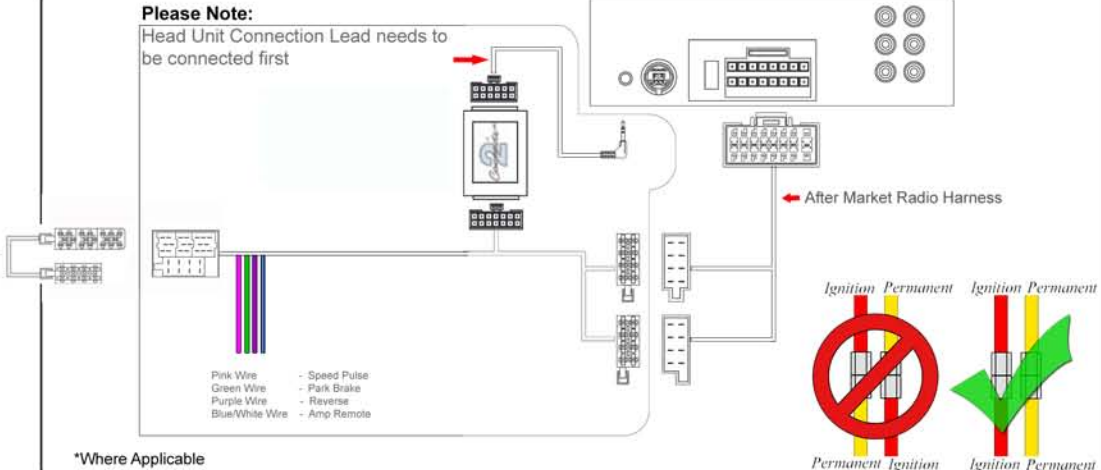 Please Note:
Head Unit Connection Lead needs to
be connected first
2
After Market Radio Harness
Ignition Permanent Ignition Permanent
Pink Wire - Speed Pulse
Green Wire - Park Brake
Purple Wire - Reverse
Blue/White Wire - Amp Remote
Permanent Ignition Ignition Permanent
*Where Applicable